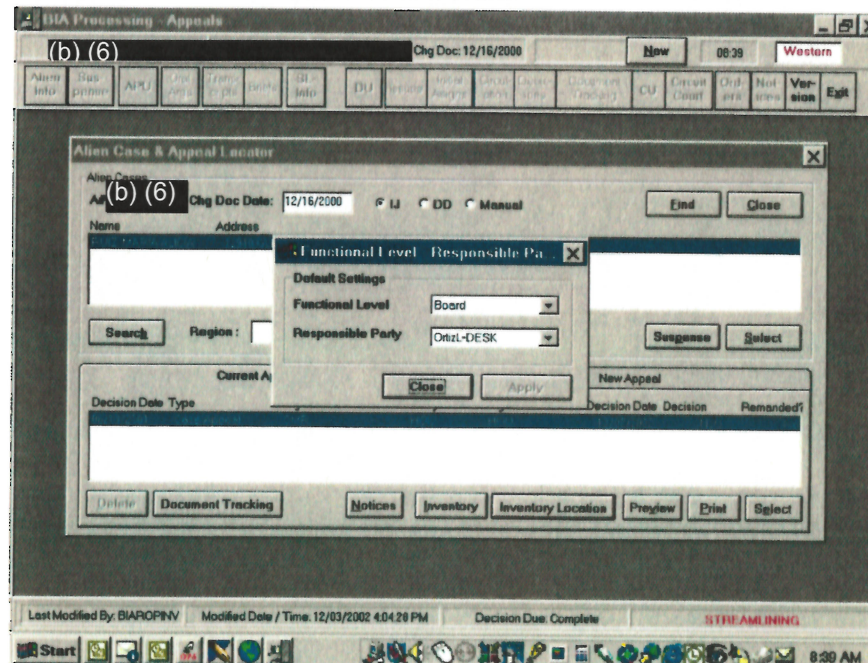 BIA Processing - Appeals
(b) (6) Chg Doc: 12/16/2000 New 08:39 Western
Alien Info
APU
Info
DU
CU Circuit Court Version Exit
Alien Case & Appeal Locator
Alien Cases
(b) (6) Chg Doc Date: 12/16/2000 IJ DD Manual Find Close
Name Address
Functional Level Responsible Pa...
Default Settings
Functional Level Board
Responsible Party OrtizL-DESK
Close Apply
Search Region : Suspense Select
Current A New Appeal
Decision Date Type Decision Date Decision Remanded?
Delete Document Tracking Notices Inventory Inventory Location Preview Print Select
Last Modified By: BIAROPINV Modified Date / Time: 12/03/2002 4:04:28 PM Decision Due: Complete STREAMLINING
Start 8:39 AM